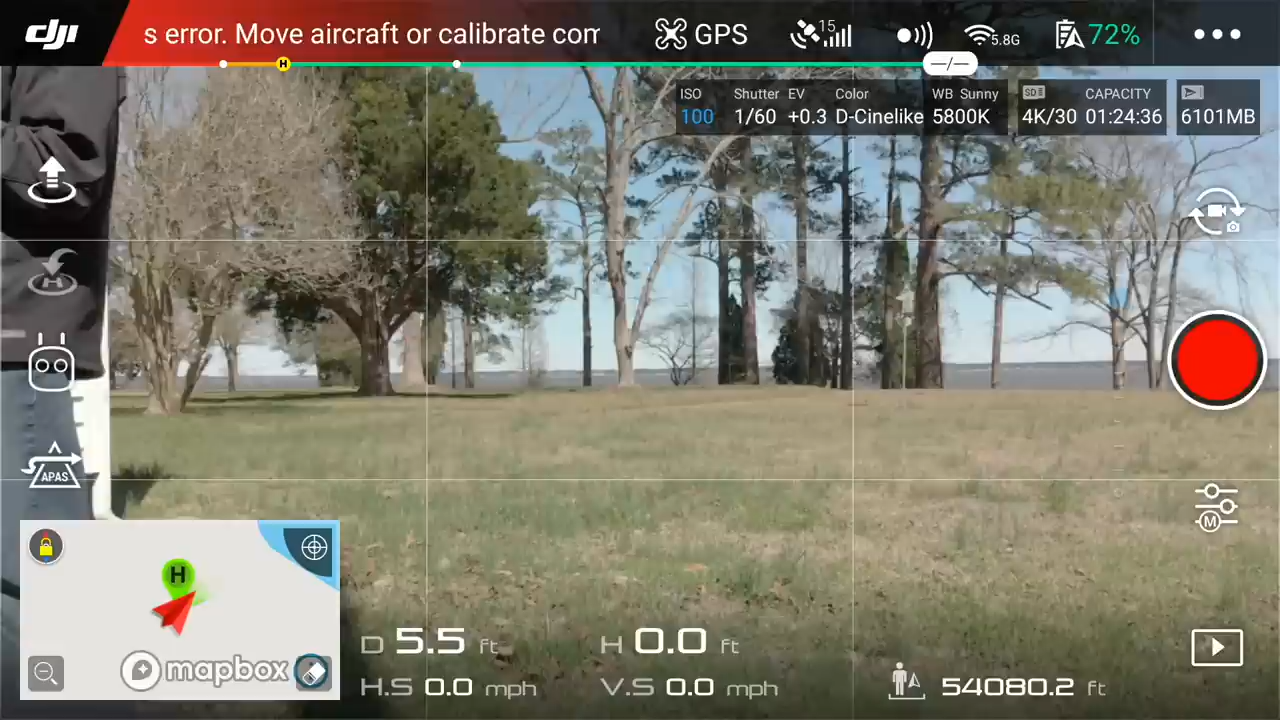 dji s error. Move aircraft or calibrate com GPS 15 5.8G 72%
H —/—
ISO Shutter EV Color WB Sunny SD CAPACITY
100 1/60 +0.3 D-Cinelike 5800K 4K/30 01:24:36 6101MB
H
APAS
M
H
mapbox
D 5.5 ft H 0.0 ft
H.S 0.0 mph V.S 0.0 mph 54080.2 ft